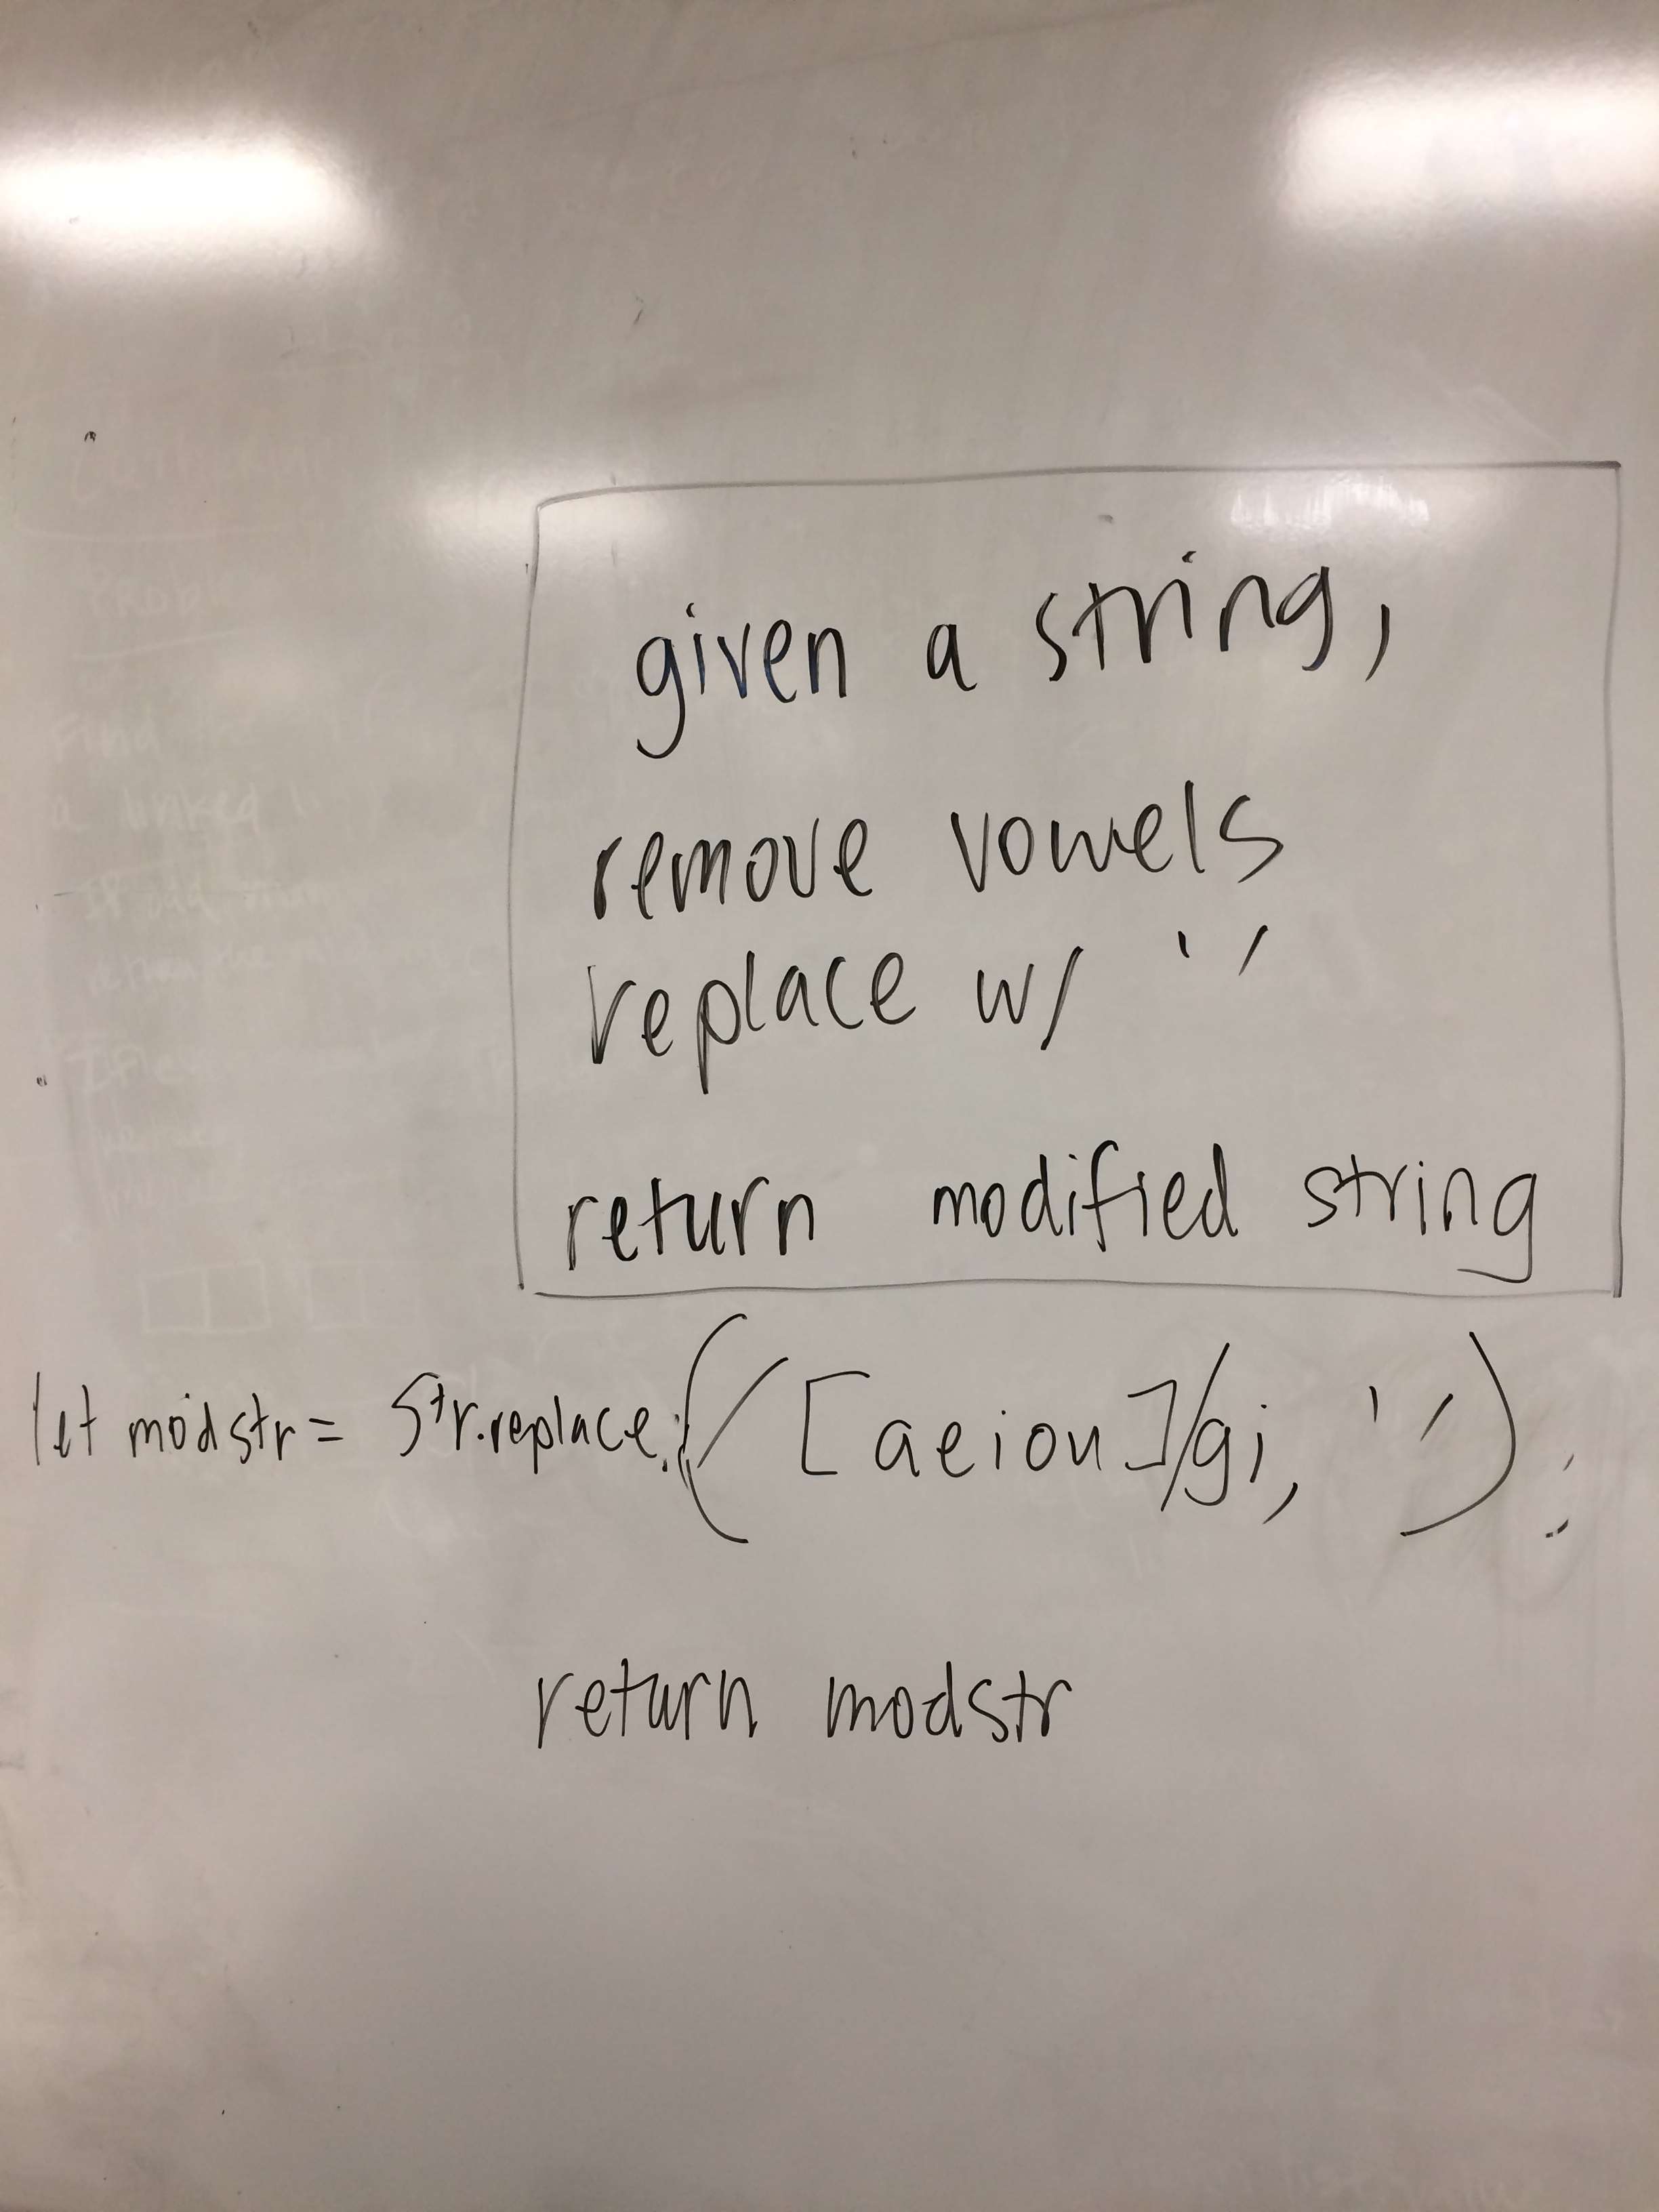 given a string,
remove vowels
replace w/ ' '
return modified string
let modstr = str.replace(/[aeiou]/gi, ' ');
return modstr